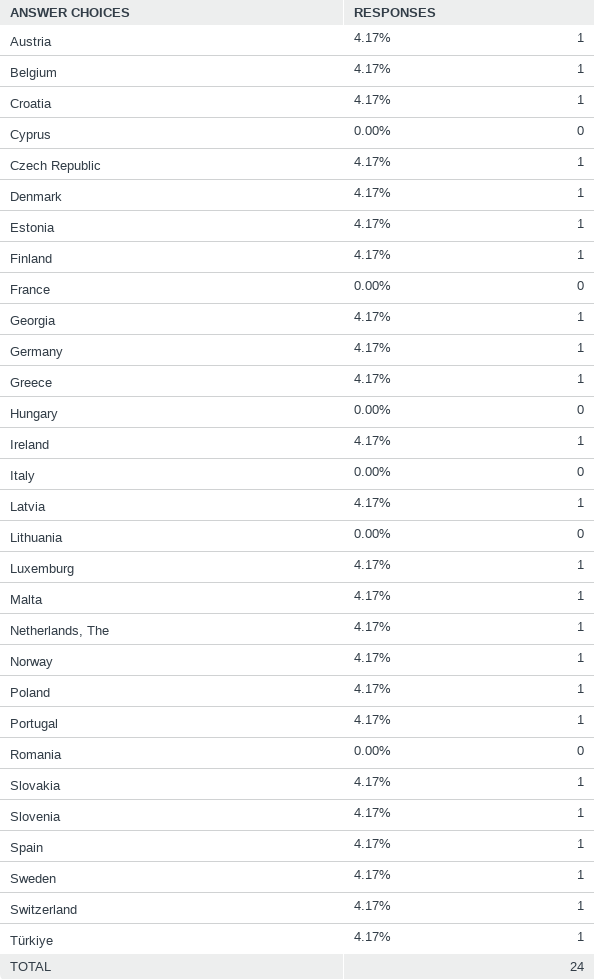 ANSWER CHOICES RESPONSES
Austria 4.17% 1
Belgium 4.17% 1
Croatia 4.17% 1
Cyprus 0.00% 0
Czech Republic 4.17% 1
Denmark 4.17% 1
Estonia 4.17% 1
Finland 4.17% 1
France 0.00% 0
Georgia 4.17% 1
Germany 4.17% 1
Greece 4.17% 1
Hungary 0.00% 0
Ireland 4.17% 1
Italy 0.00% 0
Latvia 4.17% 1
Lithuania 0.00% 0
Luxemburg 4.17% 1
Malta 4.17% 1
Netherlands, The 4.17% 1
Norway 4.17% 1
Poland 4.17% 1
Portugal 4.17% 1
Romania 0.00% 0
Slovakia 4.17% 1
Slovenia 4.17% 1
Spain 4.17% 1
Sweden 4.17% 1
Switzerland 4.17% 1
Türkiye 4.17% 1
TOTAL 24